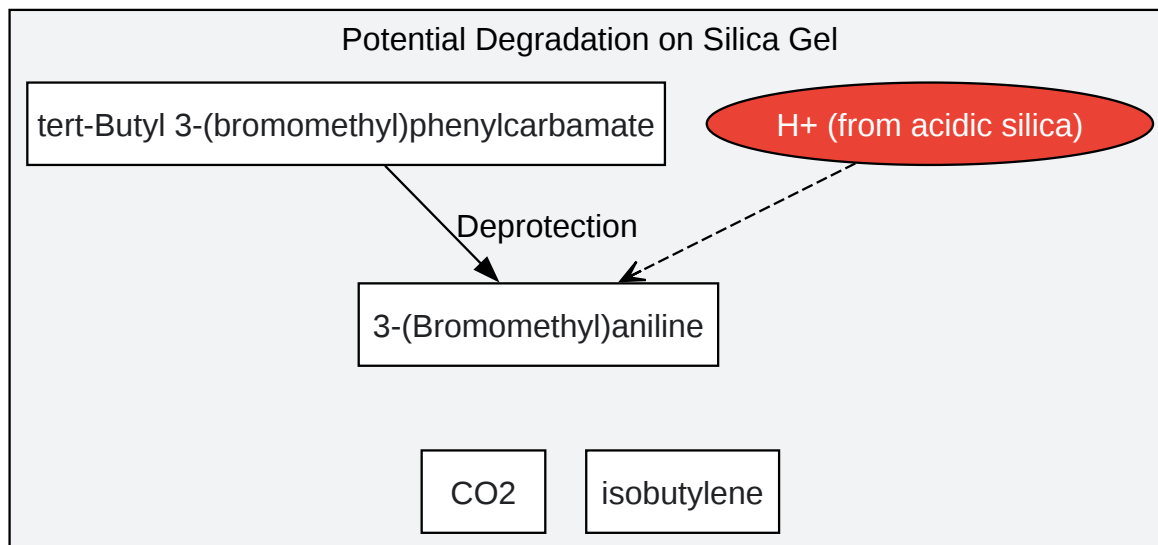 Potential Degradation on Silica Gel
tert-Butyl 3-(bromomethyl)phenylcarbamate
H+ (from acidic silica)
Deprotection
3-(Bromomethyl)aniline
CO2
isobutylene